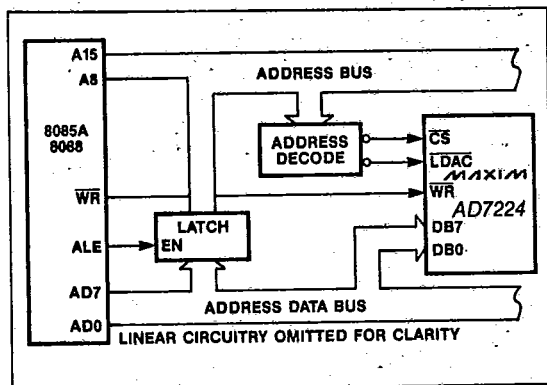 A15
A8
ADDRESS BUS
8085A
8088
ADDRESS
DECODE
CS
LDAC
MAXIM
WR
AD7224
WR
LATCH
EN
ALE
DB7
DB0
AD7
ADDRESS DATA BUS
AD0
LINEAR CIRCUITRY OMITTED FOR CLARITY